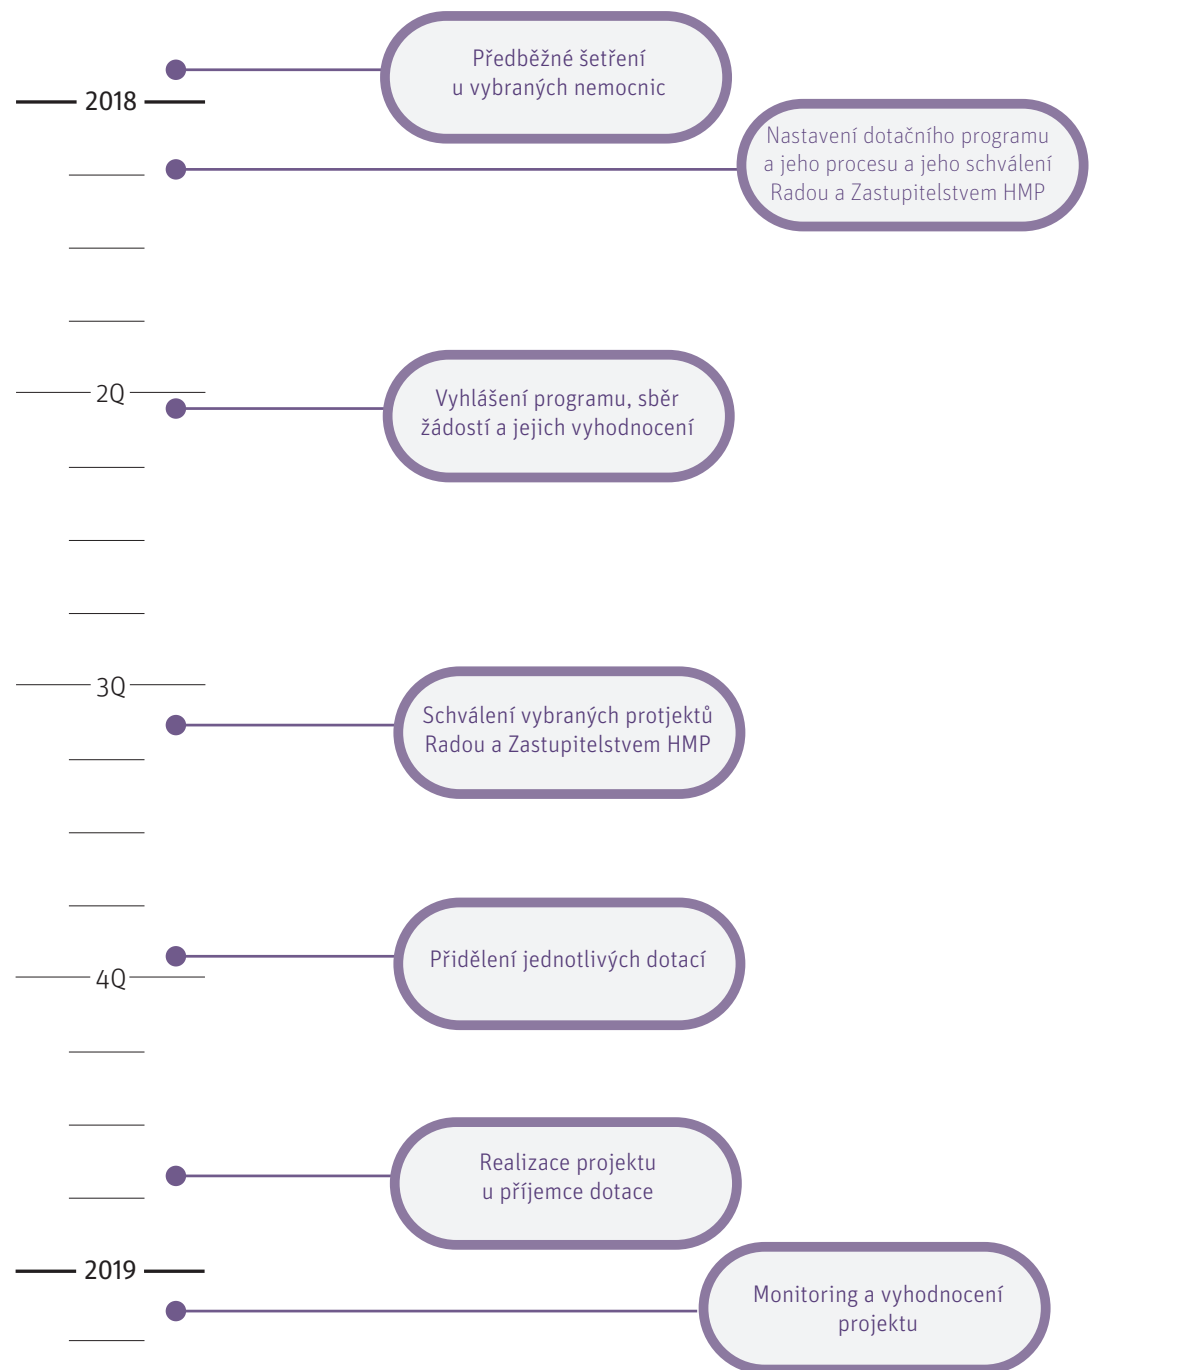 Předběžné šetření
u vybraných nemocnic
2018
Nastavení dotačního programu
a jeho procesu a jeho schválení
Radou a Zastupitelstvem HMP
2Q
Vyhlášení programu, sběr
žádostí a jejich vyhodnocení
3Q
Schválení vybraných protjektů
Radou a Zastupitelstvem HMP
Přidělení jednotlivých dotací
4Q
Realizace projektu
u příjemce dotace
2019
Monitoring a vyhodnocení
projektu